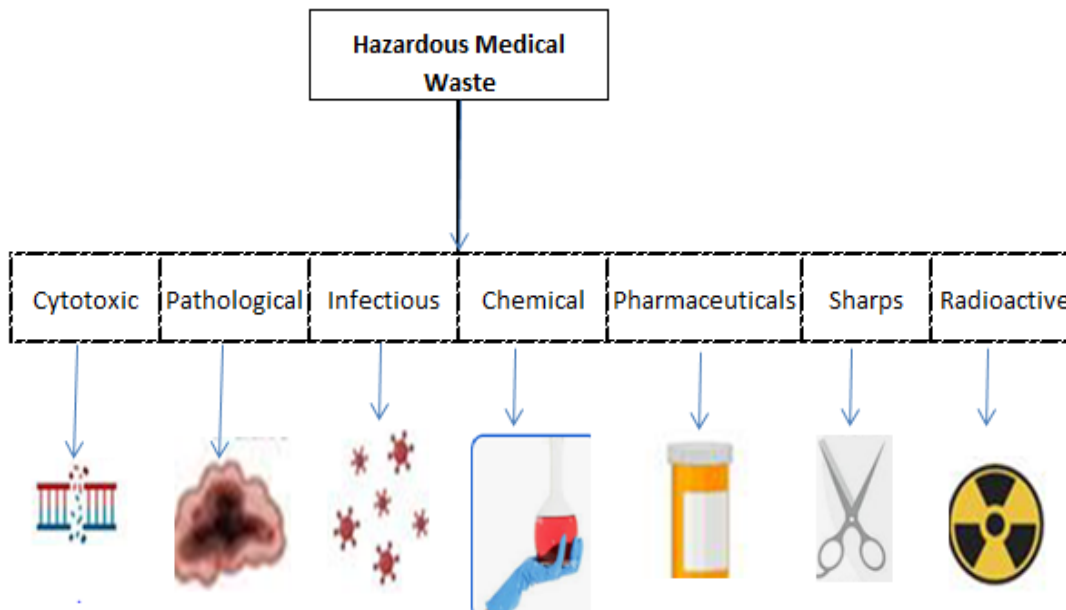 Hazardous Medical
Waste
Cytotoxic Pathological Infectious Chemical Pharmaceuticals Sharps Radioactive